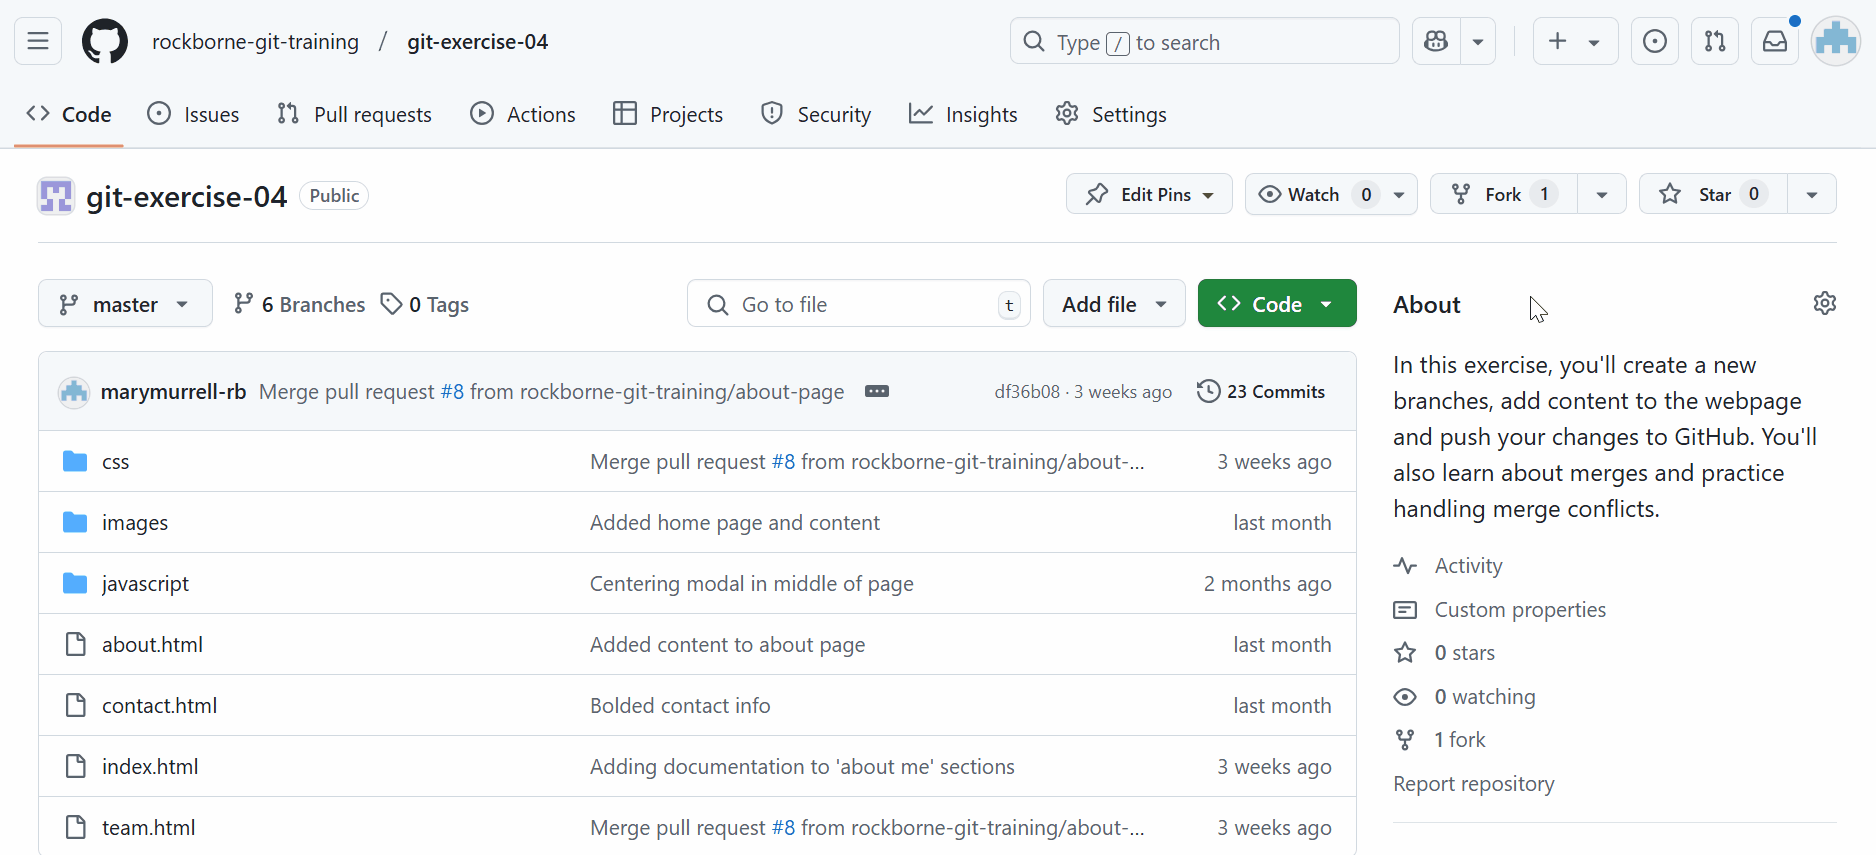 rockborne-git-training / git-exercise-04 Type / to search
Code Issues Pull requests Actions Projects Security Insights Settings
git-exercise-04 Public Edit Pins Watch 0 Fork 1 Star 0
master 6 Branches 0 Tags Go to file t Add file Code
marymurrell-rb Merge pull request #8 from rockborne-git-training/about-page df36b08 · 3 weeks ago 23 Commits
css Merge pull request #8 from rockborne-git-training/about-... 3 weeks ago
images Added home page and content last month
javascript Centering modal in middle of page 2 months ago
about.html Added content to about page last month
contact.html Bolded contact info last month
index.html Adding documentation to 'about me' sections 3 weeks ago
team.html Merge pull request #8 from rockborne-git-training/about-... 3 weeks ago
About
In this exercise, you'll create a new
branches, add content to the webpage
and push your changes to GitHub. You'll
also learn about merges and practice
handling merge conflicts.
Activity
Custom properties
0 stars
0 watching
1 fork
Report repository